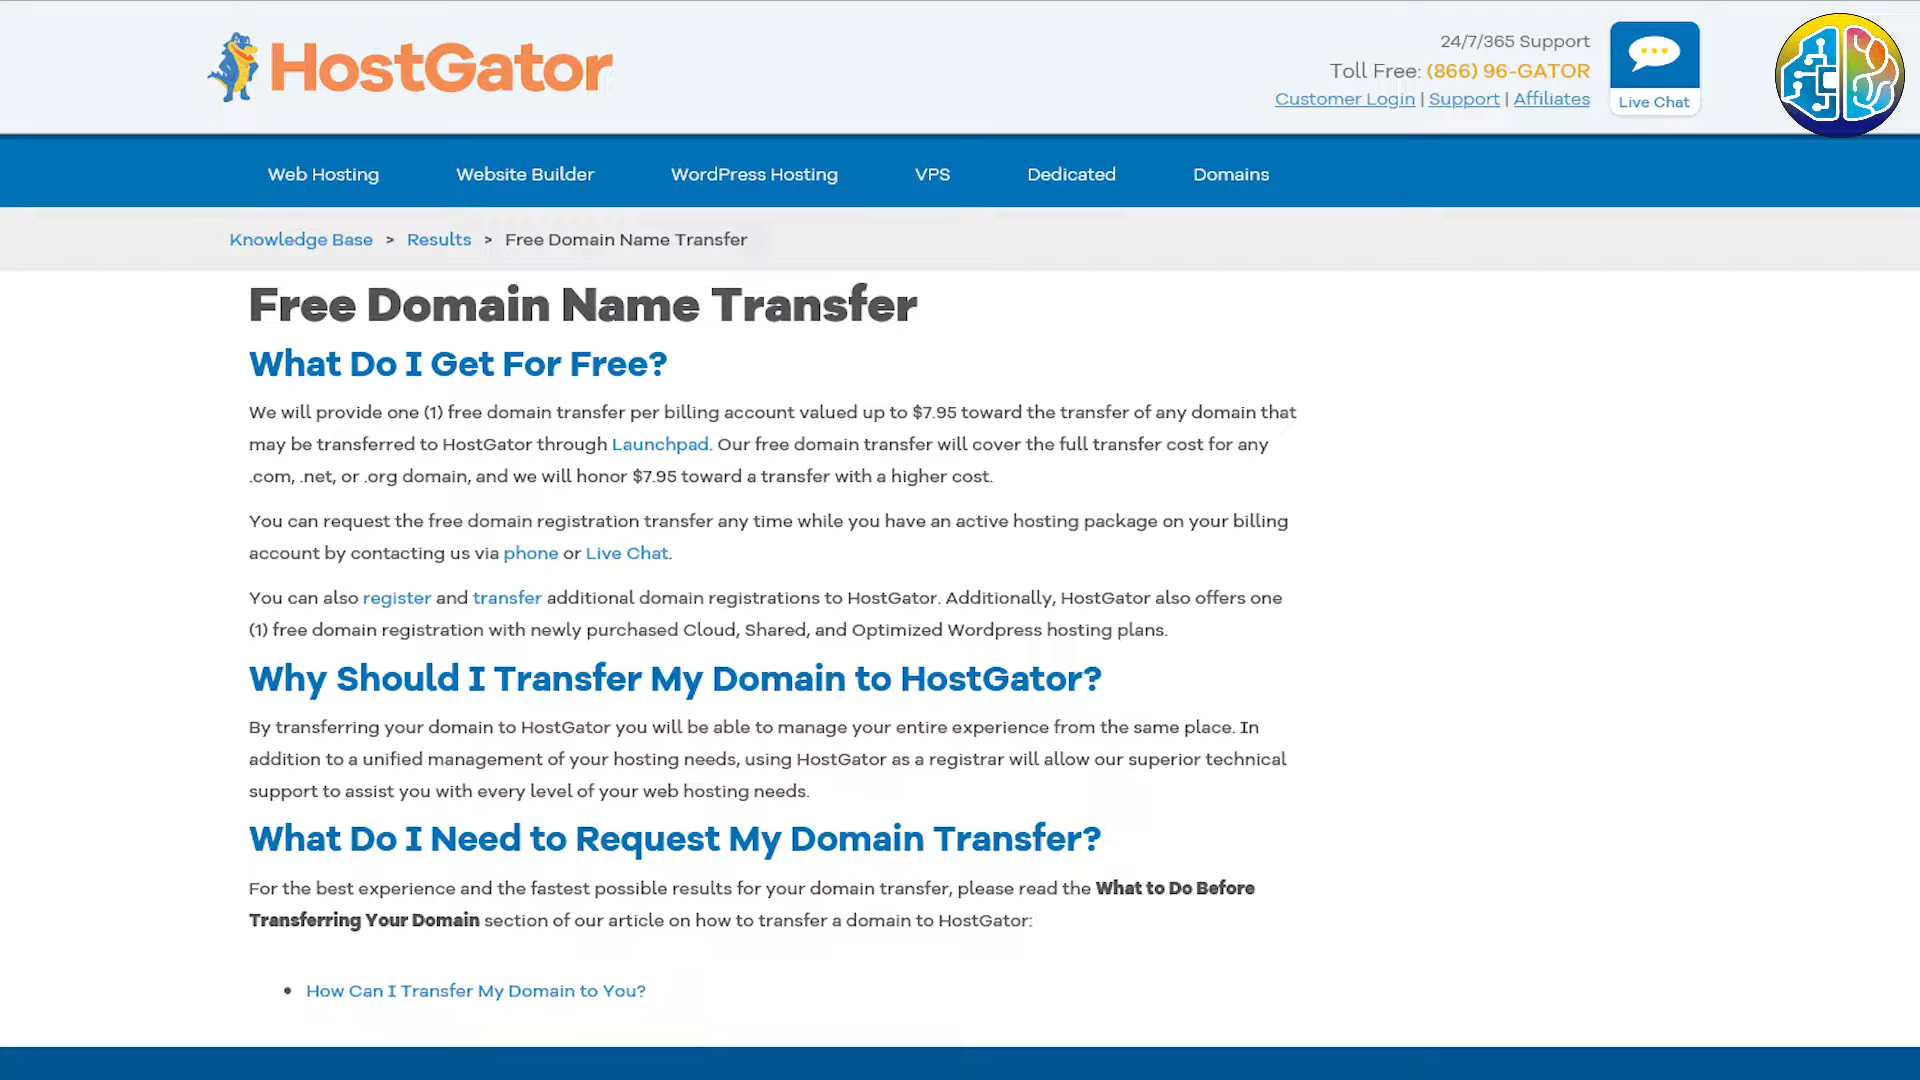 HostGator
24/7/365 Support
Toll Free: (866) 96-GATOR
Customer Login | Support | Affiliates
Live Chat
Web Hosting Website Builder WordPress Hosting VPS Dedicated Domains
Knowledge Base > Results > Free Domain Name Transfer
Free Domain Name Transfer
What Do I Get For Free?
We will provide one (1) free domain transfer per billing account valued up to $7.95 toward the transfer of any domain that
may be transferred to HostGator through Launchpad. Our free domain transfer will cover the full transfer cost for any
.com, .net, or .org domain, and we will honor $7.95 toward a transfer with a higher cost.
You can request the free domain registration transfer any time while you have an active hosting package on your billing
account by contacting us via phone or Live Chat.
You can also register and transfer additional domain registrations to HostGator. Additionally, HostGator also offers one
(1) free domain registration with newly purchased Cloud, Shared, and Optimized Wordpress hosting plans.
Why Should I Transfer My Domain to HostGator?
By transferring your domain to HostGator you will be able to manage your entire experience from the same place. In
addition to a unified management of your hosting needs, using HostGator as a registrar will allow our superior technical
support to assist you with every level of your web hosting needs.
What Do I Need to Request My Domain Transfer?
For the best experience and the fastest possible results for your domain transfer, please read the What to Do Before
Transferring Your Domain section of our article on how to transfer a domain to HostGator:
• How Can I Transfer My Domain to You?